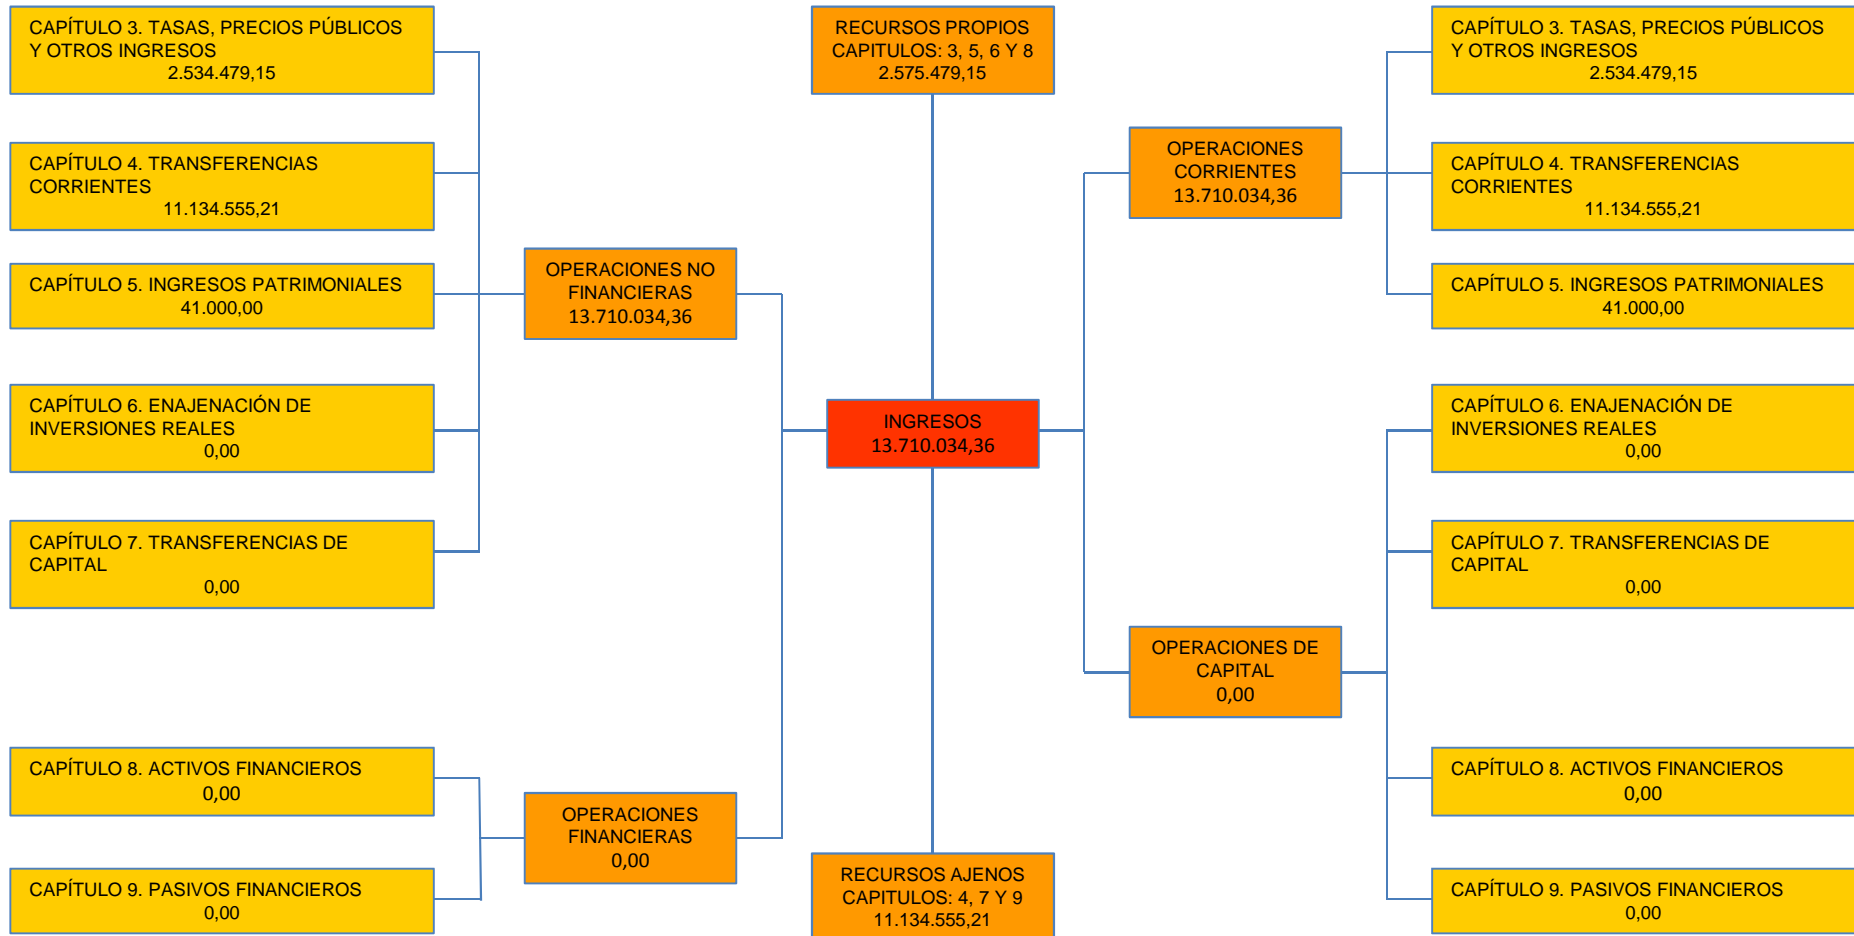 CAPÍTULO 3. TASAS, PRECIOS PÚBLICOS
Y OTROS INGRESOS
2.534.479,15
CAPÍTULO 4. TRANSFERENCIAS
CORRIENTES
11.134.555,21
CAPÍTULO 5. INGRESOS PATRIMONIALES
41.000,00
CAPÍTULO 6. ENAJENACIÓN DE
INVERSIONES REALES
0,00
CAPÍTULO 7. TRANSFERENCIAS DE
CAPITAL
0,00
CAPÍTULO 8. ACTIVOS FINANCIEROS
0,00
CAPÍTULO 9. PASIVOS FINANCIEROS
0,00
OPERACIONES NO
FINANCIERAS
13.710.034,36
OPERACIONES
FINANCIERAS
0,00
RECURSOS PROPIOS
CAPITULOS: 3, 5, 6 Y 8
2.575.479,15
INGRESOS
13.710.034,36
RECURSOS AJENOS
CAPITULOS: 4, 7 Y 9
11.134.555,21
OPERACIONES
CORRIENTES
13.710.034,36
OPERACIONES DE
CAPITAL
0,00
CAPÍTULO 3. TASAS, PRECIOS PÚBLICOS
Y OTROS INGRESOS
2.534.479,15
CAPÍTULO 4. TRANSFERENCIAS
CORRIENTES
11.134.555,21
CAPÍTULO 5. INGRESOS PATRIMONIALES
41.000,00
CAPÍTULO 6. ENAJENACIÓN DE
INVERSIONES REALES
0,00
CAPÍTULO 7. TRANSFERENCIAS DE
CAPITAL
0,00
CAPÍTULO 8. ACTIVOS FINANCIEROS
0,00
CAPÍTULO 9. PASIVOS FINANCIEROS
0,00